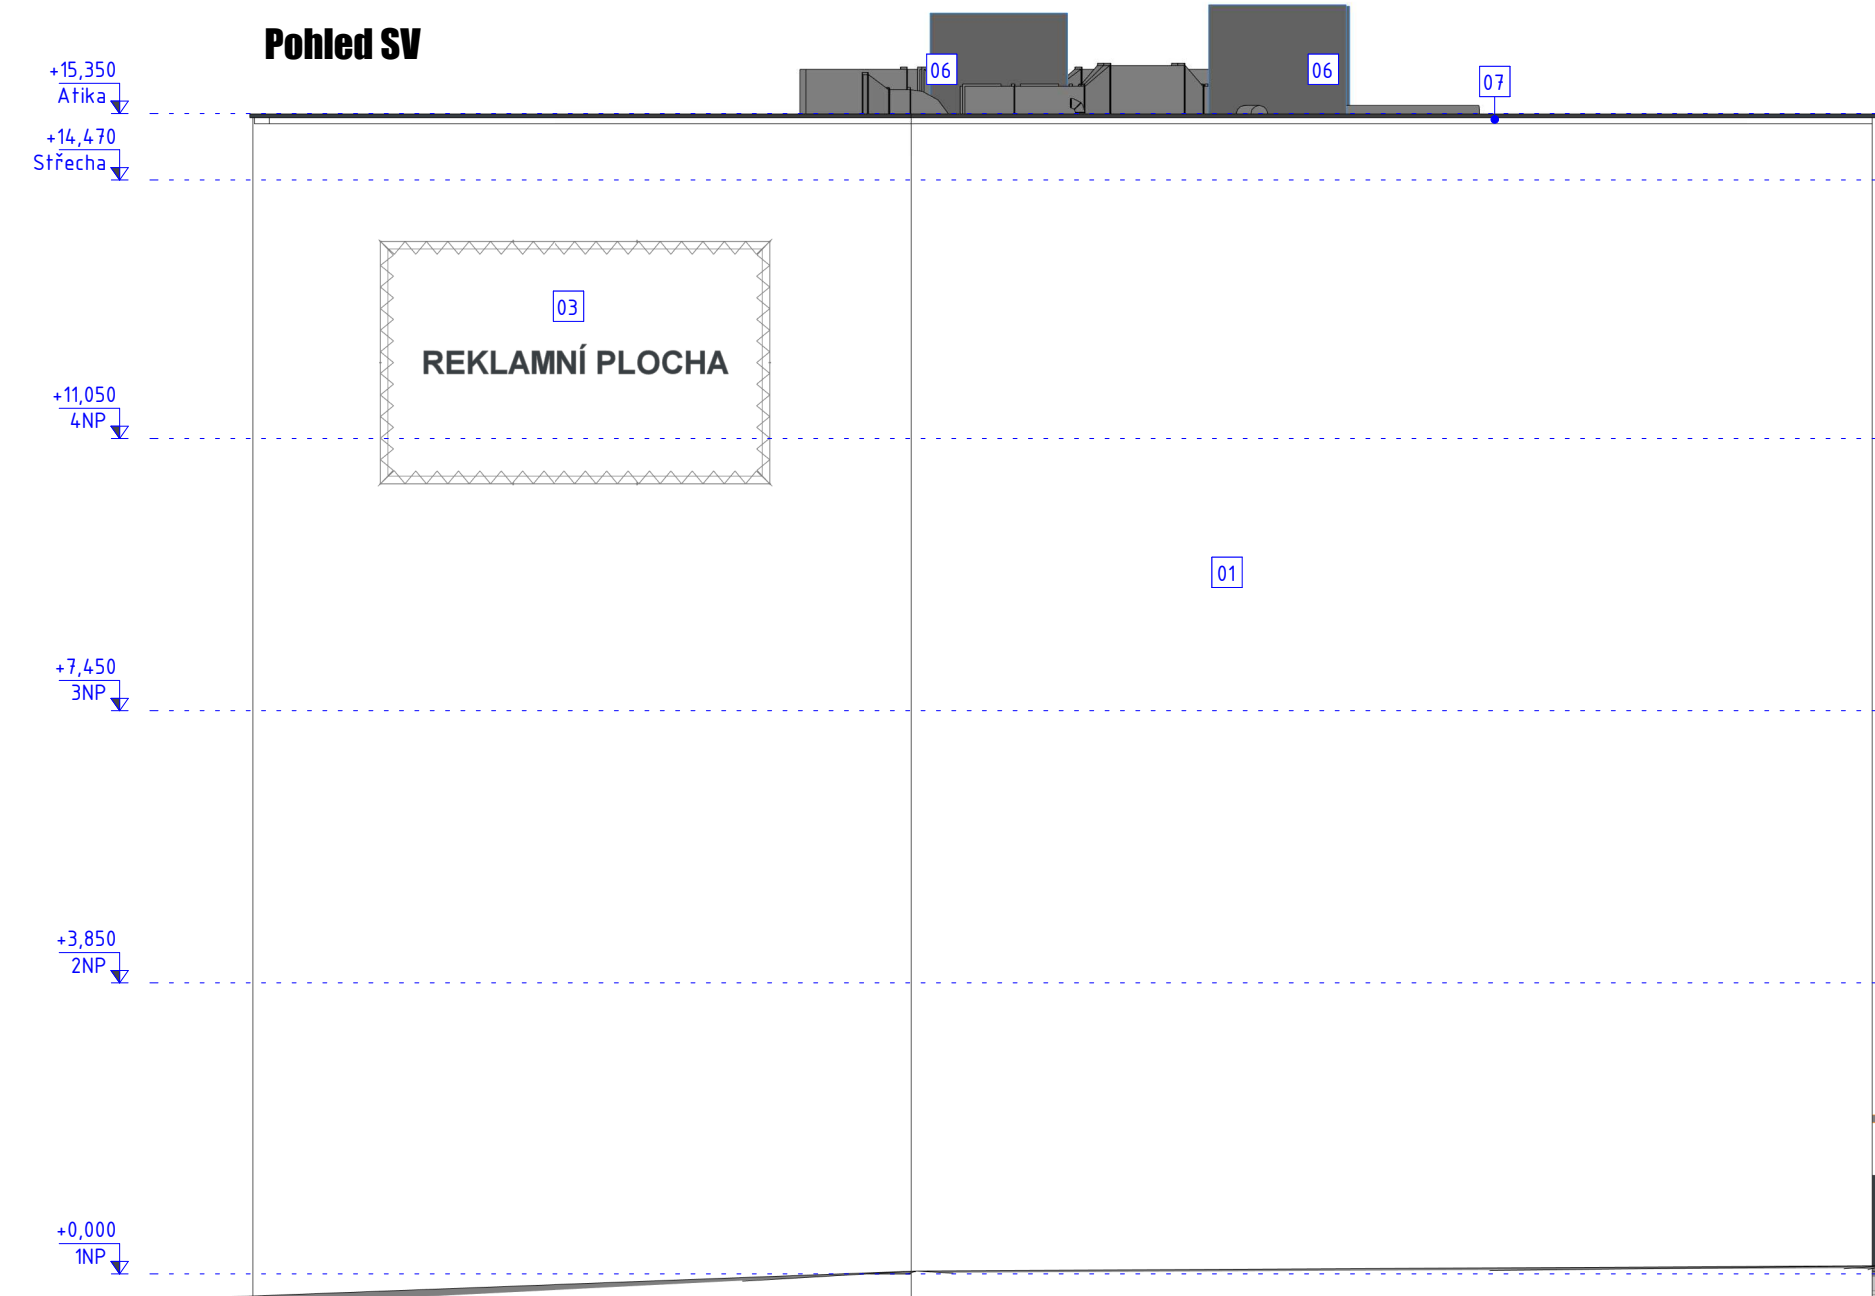 Pohled SV
+15,350
Atika
06
06
07
+14,470
Střecha
03
REKLAMNÍ PLOCHA
+11,050
4NP
01
+7,450
3NP
+3,850
2NP
+0,000
1NP